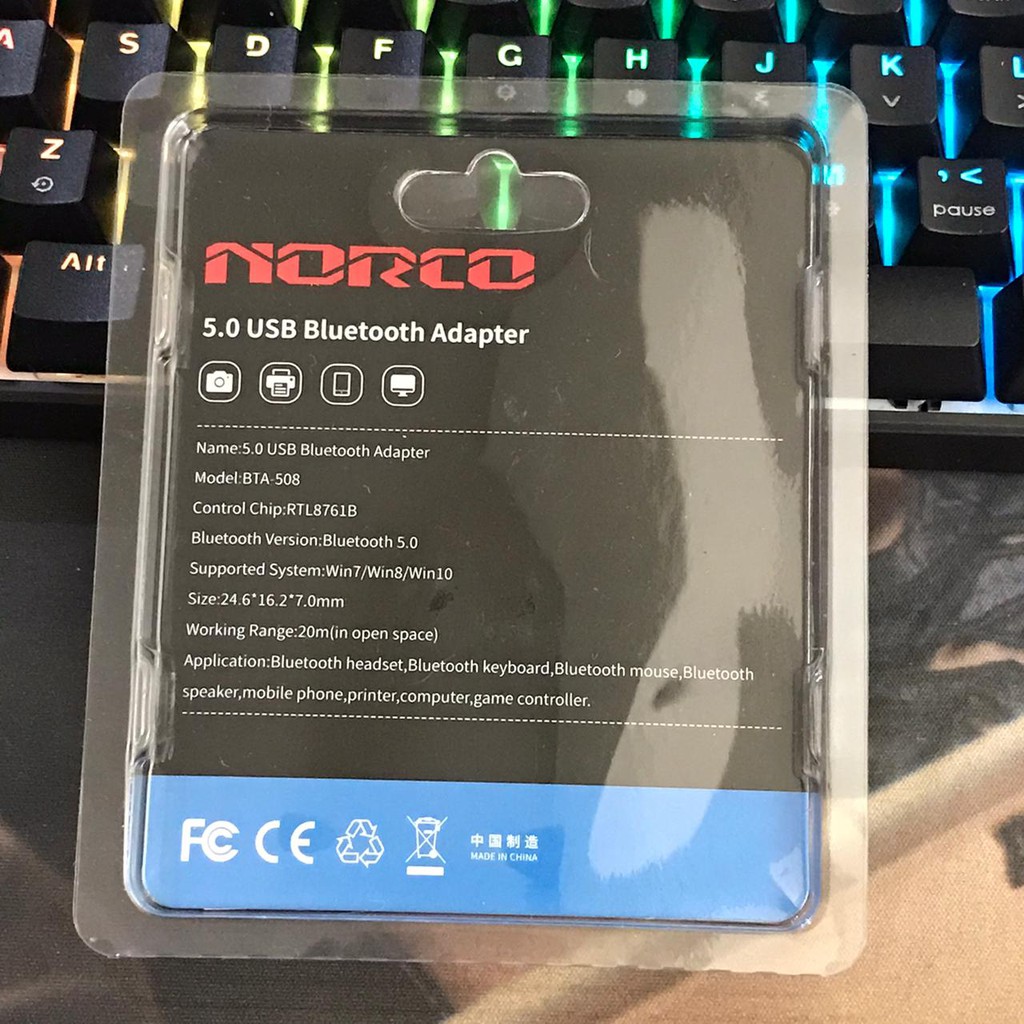 A S D F G H J K L
Z
, <
pause
Alt
NORCO
5.0 USB Bluetooth Adapter
Name:5.0 USB Bluetooth Adapter
Model:BTA-508
Control Chip:RTL8761B
Bluetooth Version:Bluetooth 5.0
Supported System:Win7/Win8/Win10
Size:24.6*16.2*7.0mm
Working Range:20m(in open space)
Application:Bluetooth headset,Bluetooth keyboard,Bluetooth mouse,Bluetooth
speaker,mobile phone,printer,computer,game controller.
FC CE
中国制造
MADE IN CHINA